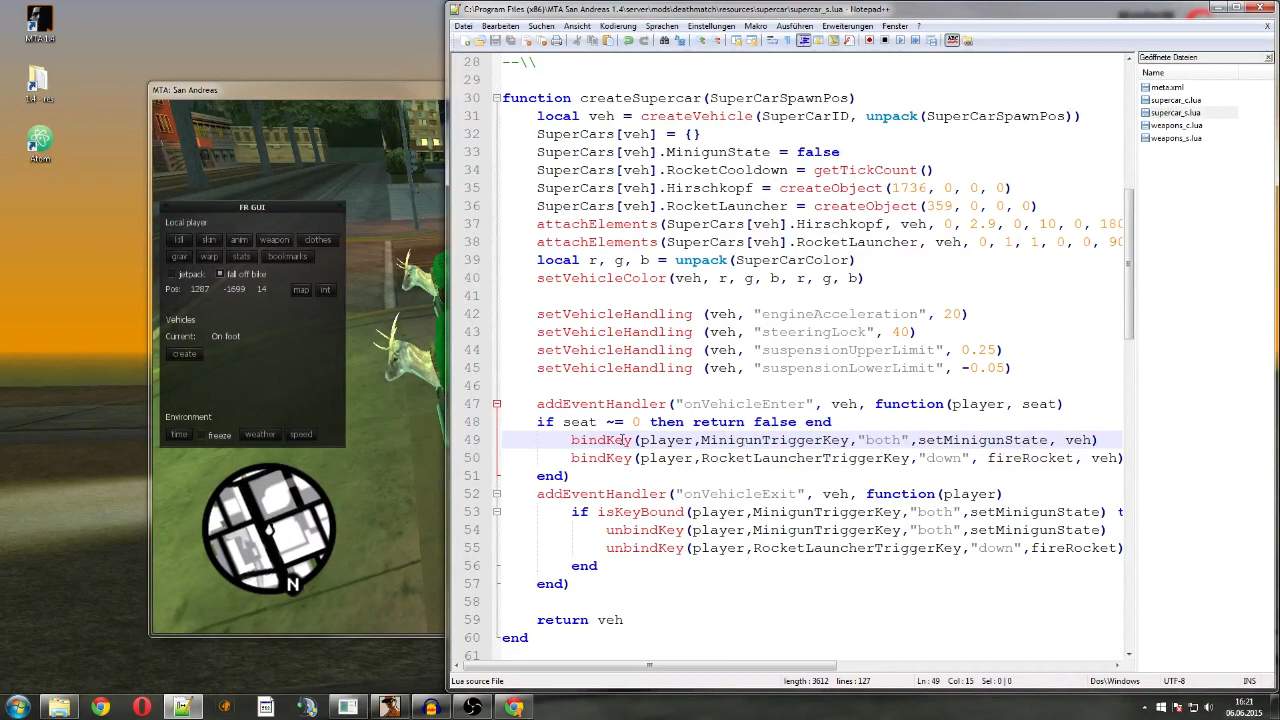 MTA 1.4
1.4 - res
Atom
MTA: San Andreas
FR GUI
Local player
kill skin anim weapon clothes
grav warp stats bookmarks
jetpack fall off bike
Pos: 1287 -1699 14 map int
Vehicles
Current: On foot
create
Environment
time freeze weather speed
N
C:\Program Files (x86)\MTA San Andreas 1.4\server\mods\deathmatch\resources\supercar\supercar_s.lua - Notepad++
Datei Bearbeiten Suchen Ansicht Kodierung Sprachen Einstellungen Makro Ausführen Erweiterungen Fenster ?
28 --\\
29
30 function createSupercar(SuperCarSpawnPos)
31 local veh = createVehicle(SuperCarID, unpack(SuperCarSpawnPos))
32 SuperCars[veh] = {}
33 SuperCars[veh].MinigunState = false
34 SuperCars[veh].RocketCooldown = getTickCount()
35 SuperCars[veh].Hirschkopf = createObject(1736, 0, 0, 0)
36 SuperCars[veh].RocketLauncher = createObject(359, 0, 0, 0)
37 attachElements(SuperCars[veh].Hirschkopf, veh, 0, 2.9, 0, 10, 0, 180
38 attachElements(SuperCars[veh].RocketLauncher, veh, 0, 1, 1, 0, 0, 90
39 local r, g, b = unpack(SuperCarColor)
40 setVehicleColor(veh, r, g, b, r, g, b)
41
42 setVehicleHandling (veh, "engineAcceleration", 20)
43 setVehicleHandling (veh, "steeringLock", 40)
44 setVehicleHandling (veh, "suspensionUpperLimit", 0.25)
45 setVehicleHandling (veh, "suspensionLowerLimit", -0.05)
46
47 addEventHandler("onVehicleEnter", veh, function(player, seat)
48 if seat ~= 0 then return false end
49 bindKey(player,MinigunTriggerKey,"both",setMinigunState, veh)
50 bindKey(player,RocketLauncherTriggerKey,"down", fireRocket, veh)
51 end)
52 addEventHandler("onVehicleExit", veh, function(player)
53 if isKeyBound(player,MinigunTriggerKey,"both",setMinigunState) t
54 unbindKey(player,MinigunTriggerKey,"both",setMinigunState)
55 unbindKey(player,RocketLauncherTriggerKey,"down",fireRocket)
56 end
57 end)
58
59 return veh
60 end
61
Geöffnete Dateien
Name
meta.xml
supercar_c.lua
supercar_s.lua
weapons_c.lua
weapons_s.lua
Lua source File length : 3612 lines : 127 Ln : 49 Col : 15 Sel : 0 | 0 Dos\Windows UTF-8 INS
16:21
06.06.2015